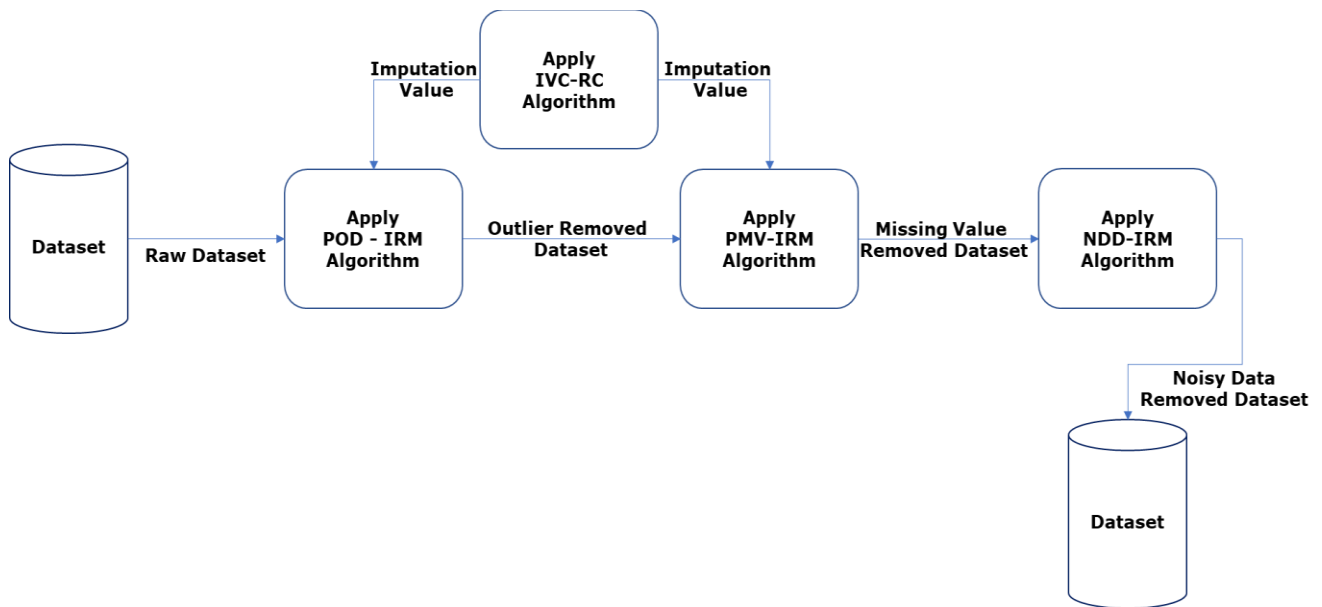 Apply
IVC-RC
Algorithm
Imputation
Value
Imputation
Value
Dataset
Raw Dataset
Apply
POD - IRM
Algorithm
Outlier Removed
Dataset
Apply
PMV-IRM
Algorithm
Missing Value
Removed Dataset
Apply
NDD-IRM
Algorithm
Noisy Data
Removed Dataset
Dataset